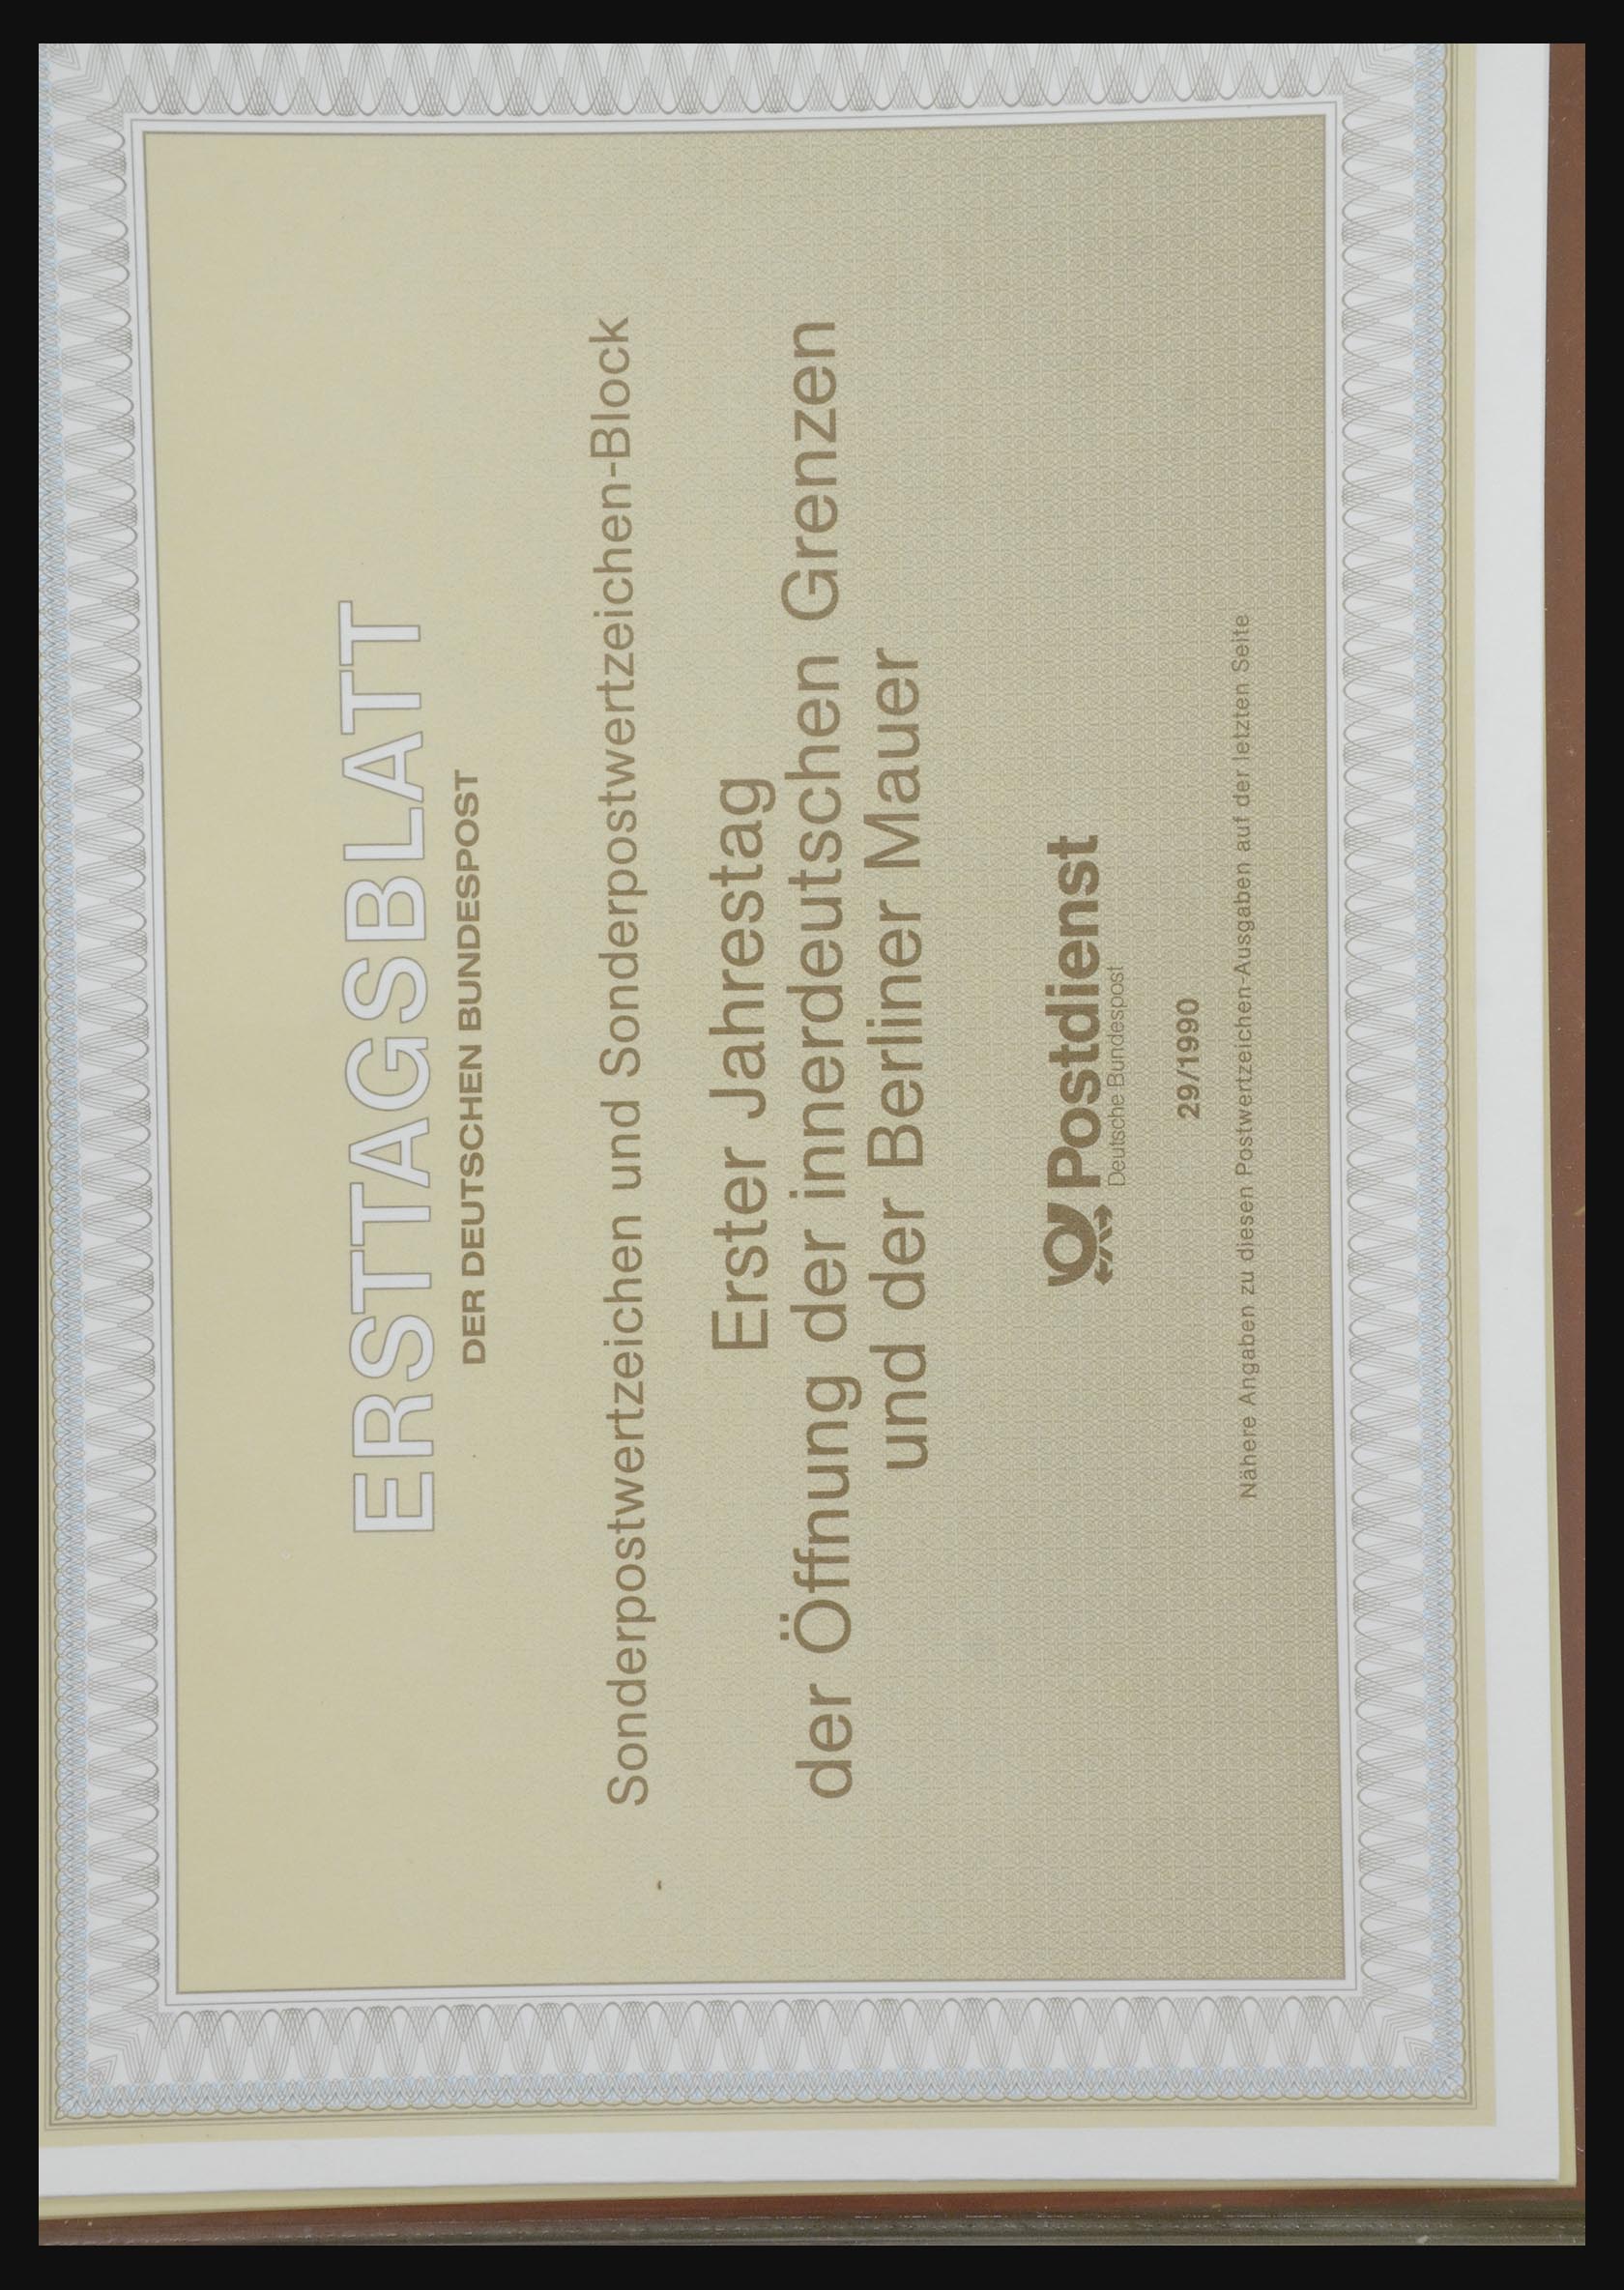 ERSTTAGSBLATT
DER DEUTSCHEN BUNDESPOST
Sonderpostwertzeichen und Sonderpostwertzeichen-Block
Erster Jahrestag
der Öffnung der innerdeutschen Grenzen
und der Berliner Mauer
Postdienst
Deutsche Bundespost
29/1990
Nähere Angaben zu diesen Postwertzeichen-Ausgaben auf der letzten Seite